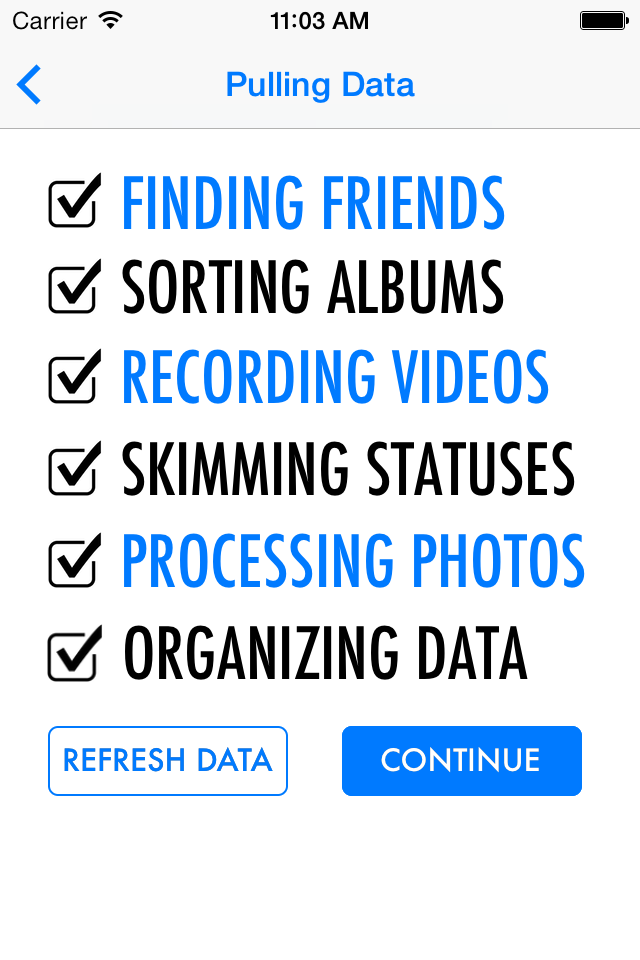 Carrier 11:03 AM
Pulling Data
FINDING FRIENDS
SORTING ALBUMS
RECORDING VIDEOS
SKIMMING STATUSES
PROCESSING PHOTOS
ORGANIZING DATA
REFRESH DATA CONTINUE